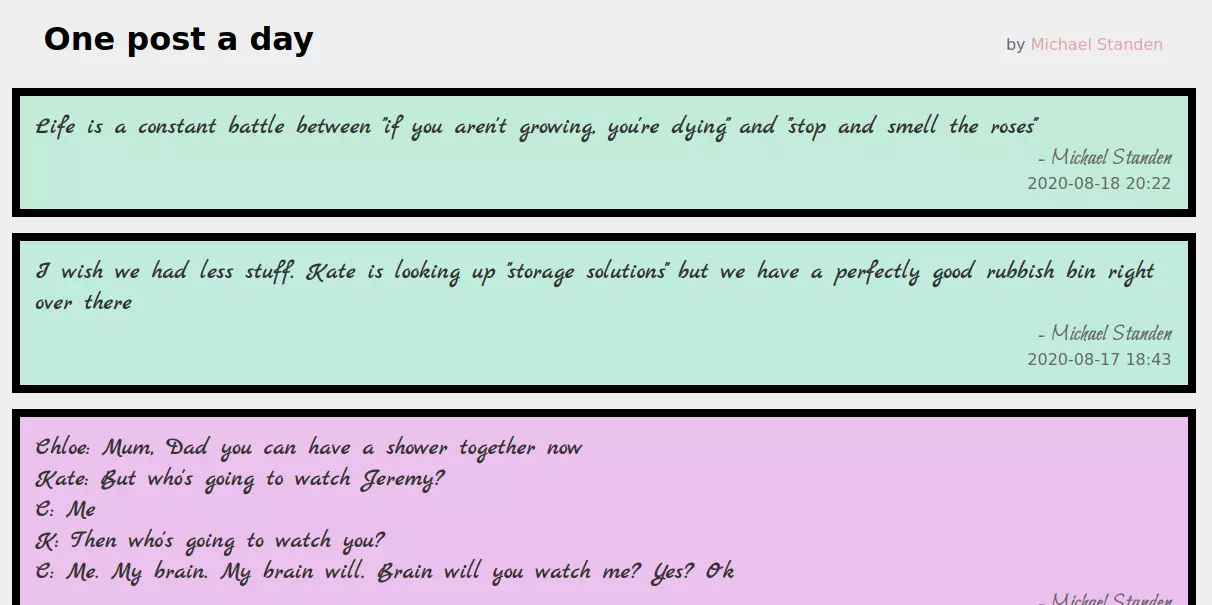 One post a day
by Michael Standen
Life is a constant battle between "if you aren't growing, you're dying" and "stop and smell the roses"
- Michael Standen
2020-08-18 20:22
I wish we had less stuff. Kate is looking up "storage solutions" but we have a perfectly good rubbish bin right
over there
- Michael Standen
2020-08-17 18:43
Chloe: Mum, Dad you can have a shower together now
Kate: But who's going to watch Jeremy?
C: Me
K: Then who's going to watch you?
C: Me. My brain. My brain will. Brain will you watch me? Yes? Ok
- Michael Standen